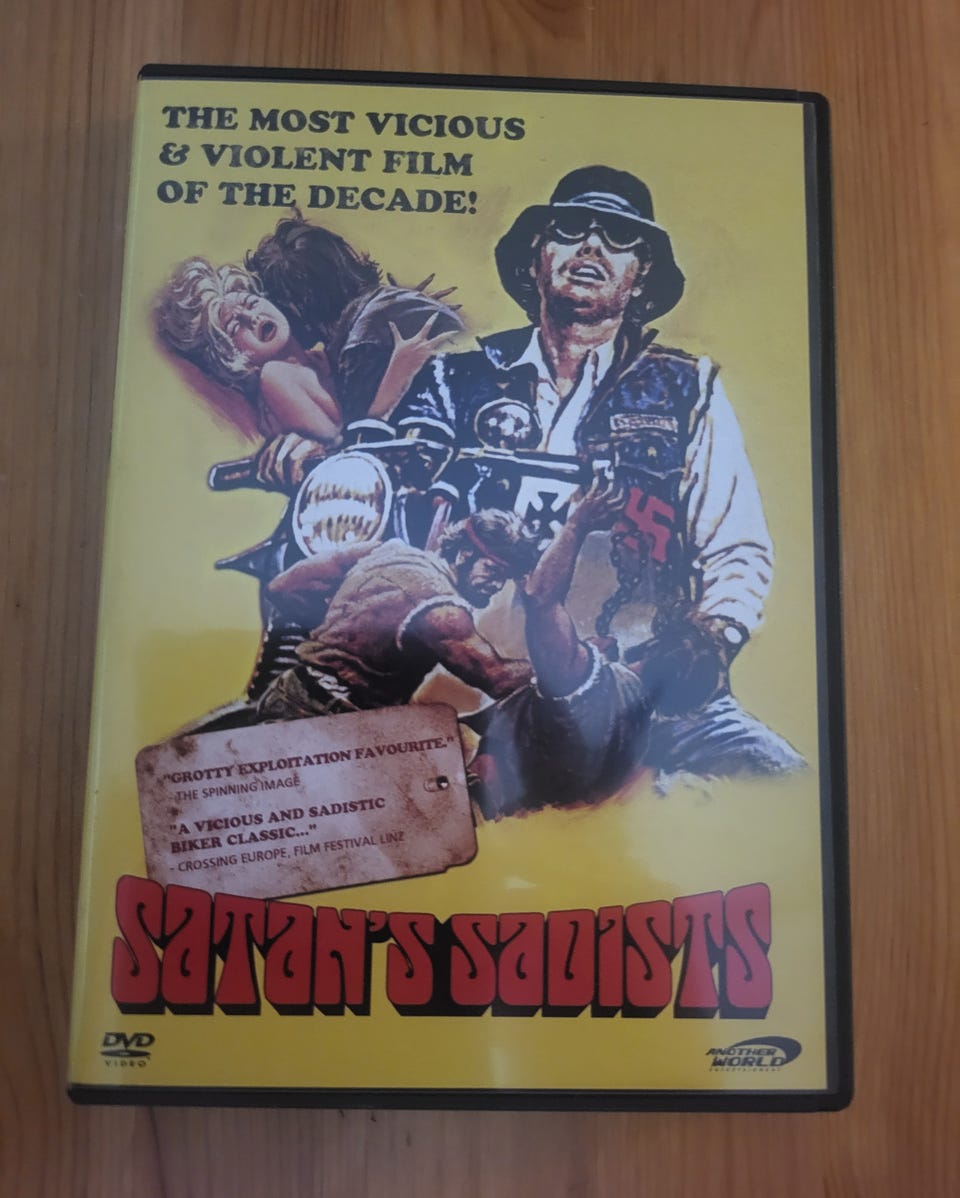 THE MOST VICIOUS
& VIOLENT FILM
OF THE DECADE!
"GROTTY EXPLOITATION FAVOURITE."
- THE SPINNING IMAGE
"A VICIOUS AND SADISTIC
BIKER CLASSIC..."
- CROSSING EUROPE, FILM FESTIVAL LINZ
SATAN'S SADISTS
DVD
VIDEO
ANOTHER
WORLD
ENTERTAINMENT